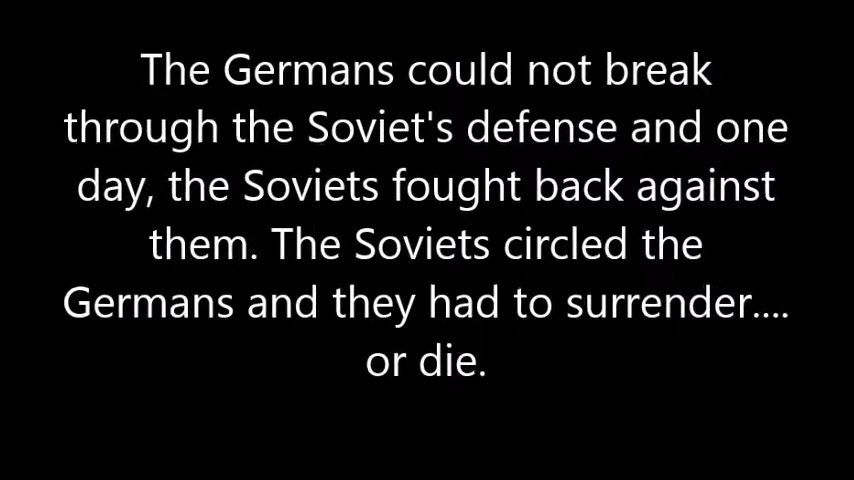 The Germans could not break
through the Soviet's defense and one
day, the Soviets fought back against
them. The Soviets circled the
Germans and they had to surrender....
or die.